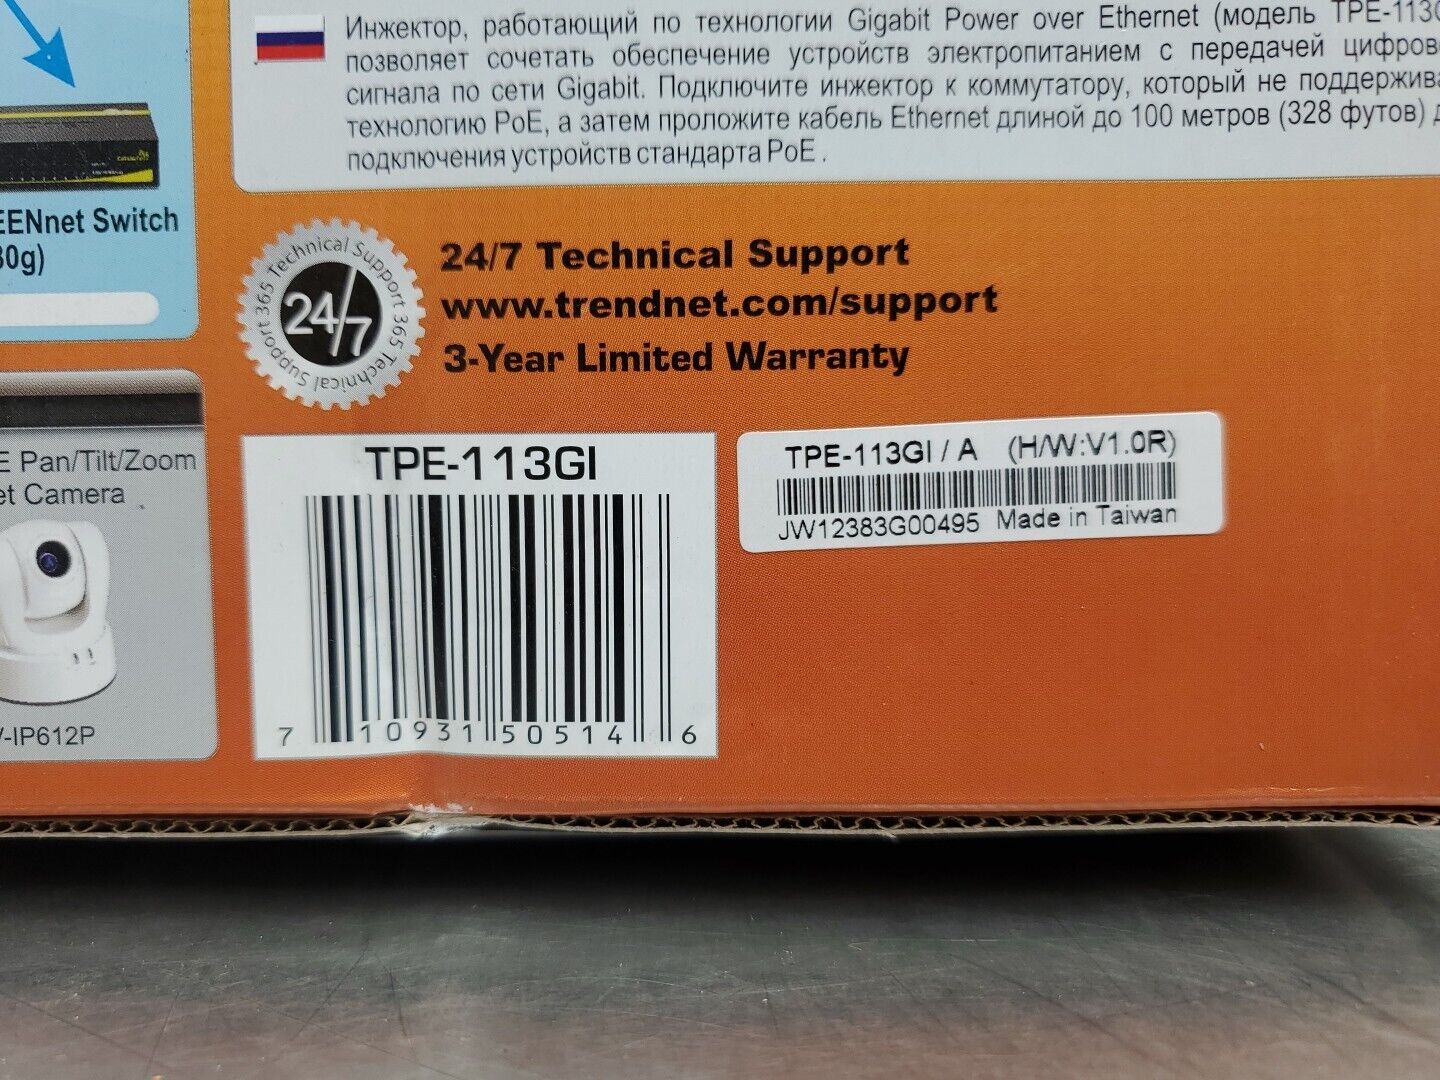 Инжектор, работающий по технологии Gigabit Power over Ethernet (модель TPE-113G
позволяет сочетать обеспечение устройств электропитанием с передачей цифров
сигнала по сети Gigabit. Подключите инжектор к коммутатору, который не поддержива
технологию PoE, а затем проложите кабель Ethernet длиной до 100 метров (328 футов)
подключения устройств стандарта PoE .
EENnet Switch
30g)
24/7
Technical Support 365 Technical Support 365
24/7 Technical Support
www.trendnet.com/support
3-Year Limited Warranty
E Pan/Tilt/Zoom
et Camera
-IP612P
TPE-113GI
7 10931 50514 6
TPE-113GI / A (H/W:V1.0R)
JW12383G00495 Made in Taiwan